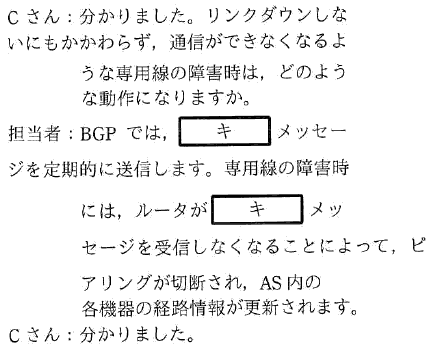 Cさん：分かりました。リンクダウンしな
いにもかかわらず，通信ができなくなるよ
うな専用線の障害時は，どのよう
な動作になりますか。
担当者：BGP では， キ メッセー
ジを定期的に送信します。専用線の障害時
には，ルータが キ メッ
セージを受信しなくなることによって，ピ
アリングが切断され，AS内の
各機器の経路情報が更新されます。
Cさん：分かりました。